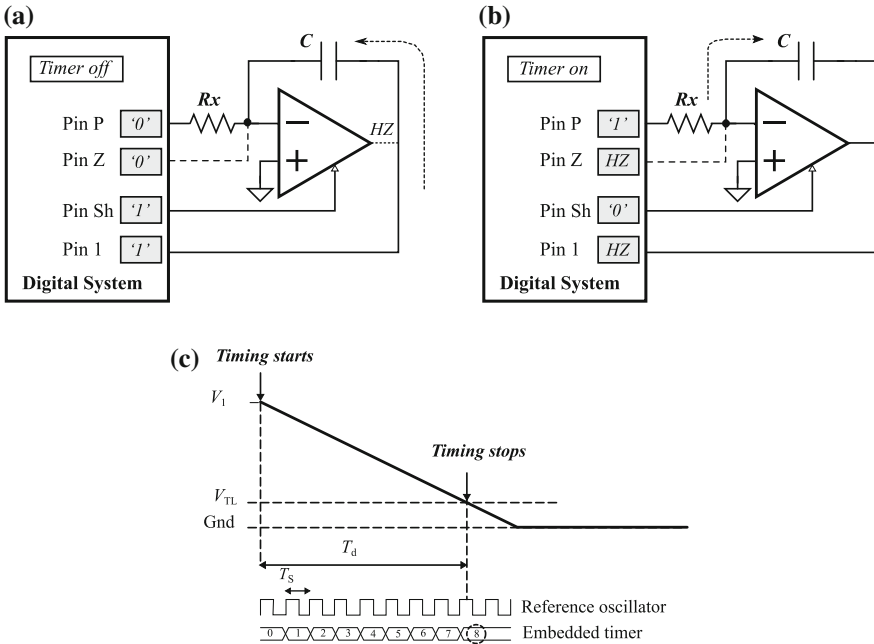 (a)
Timer off
Pin P '0'
Pin Z '0'
Pin Sh '1'
Pin 1 '1'
Digital System
Rx
C
HZ
(b)
Timer on
Pin P '1'
Pin Z HZ
Pin Sh '0'
Pin 1 HZ
Digital System
Rx
C
(c)
Timing starts
V1
Timing stops
VTL
Gnd
Td
TS
Reference oscillator
0 1 2 3 4 5 6 7 8 Embedded timer